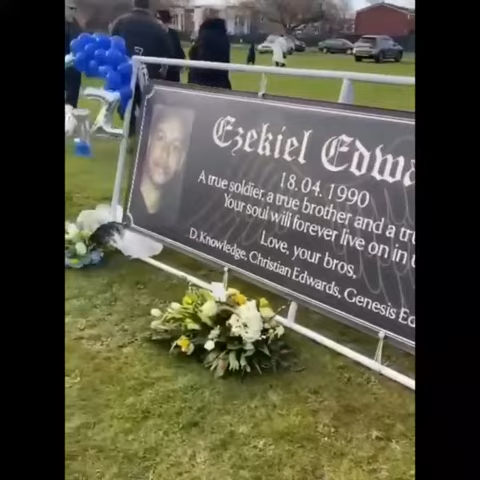 Ezekiel Edwa
18.04.1990
A true soldier, a true brother and a tr
Your soul will forever live on in
Love, your bros,
D.Knowledge, Christian Edwards, Genesis Ed